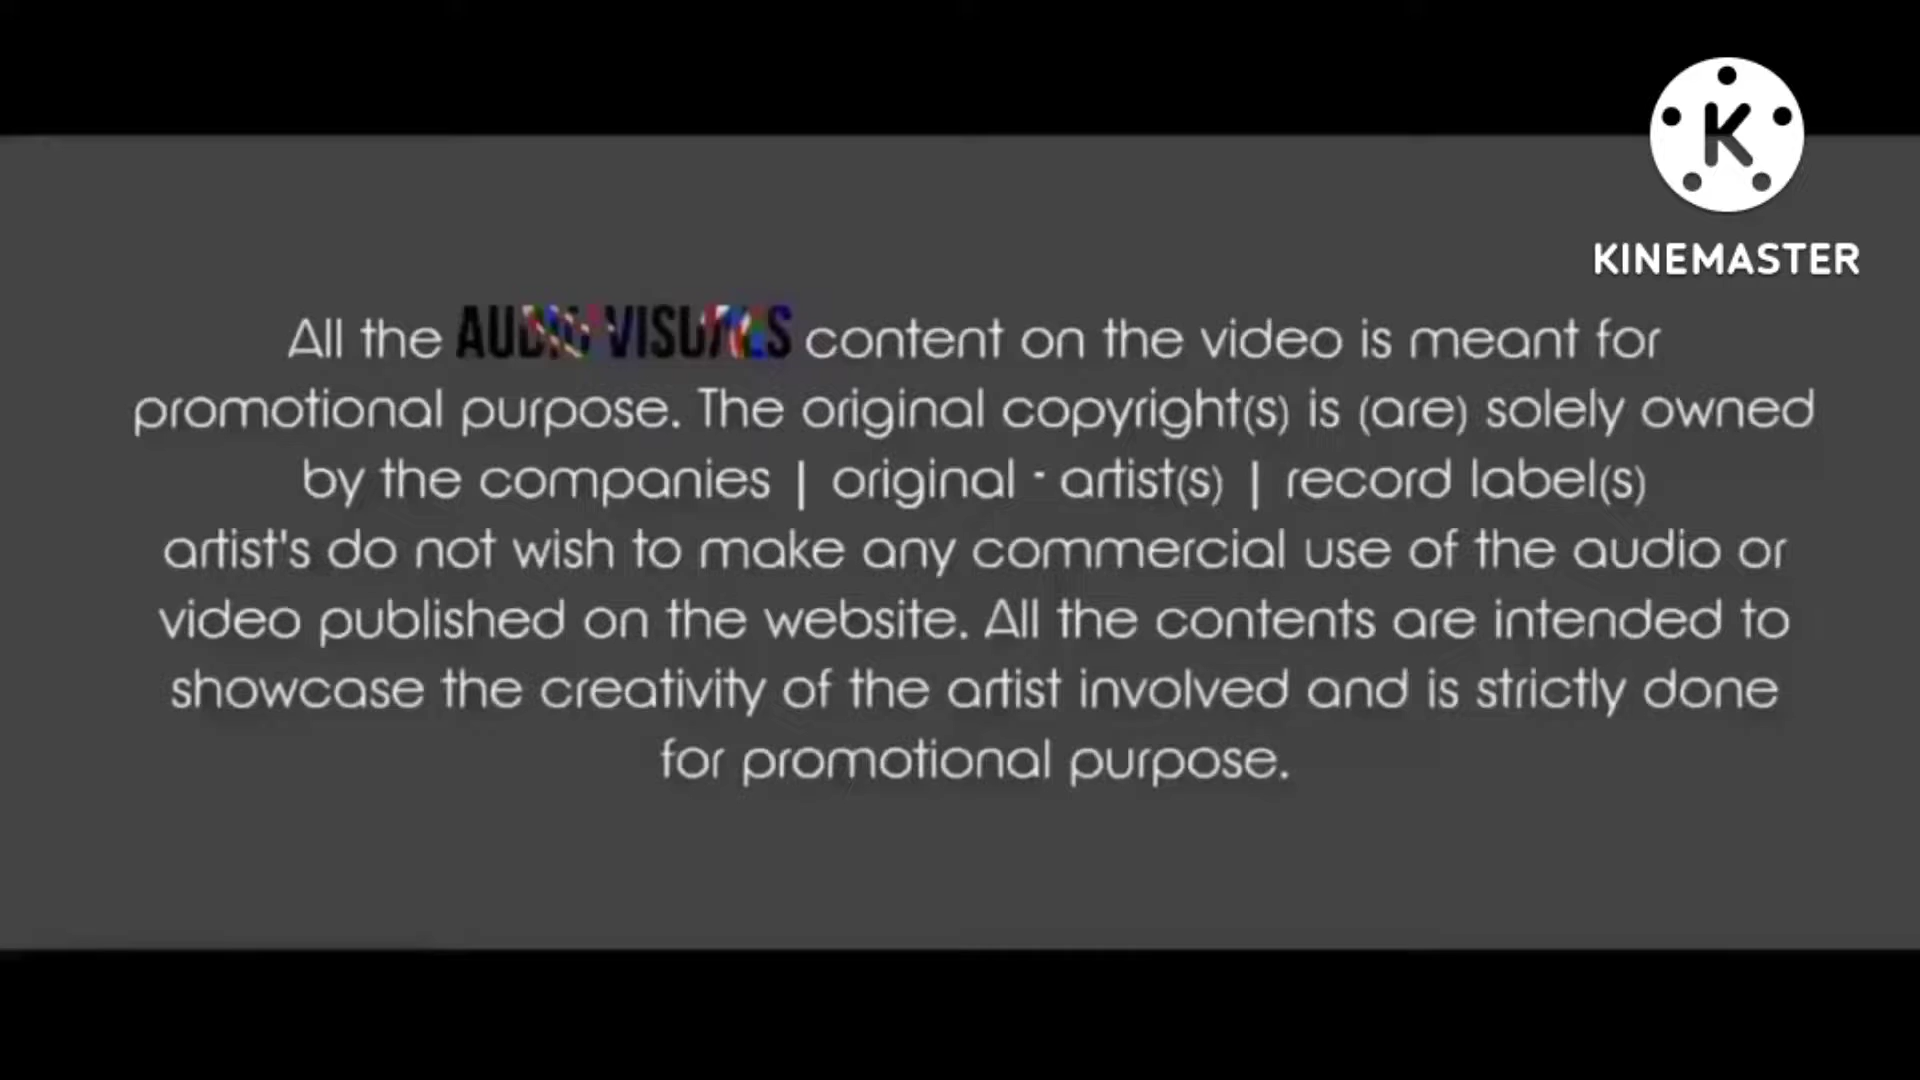 K
KINEMASTER
All the AUDIO VISUALS content on the video is meant for
promotional purpose. The original copyright(s) is (are) solely owned
by the companies | original - artist(s) | record label(s)
artist's do not wish to make any commercial use of the audio or
video published on the website. All the contents are intended to
showcase the creativity of the artist involved and is strictly done
for promotional purpose.